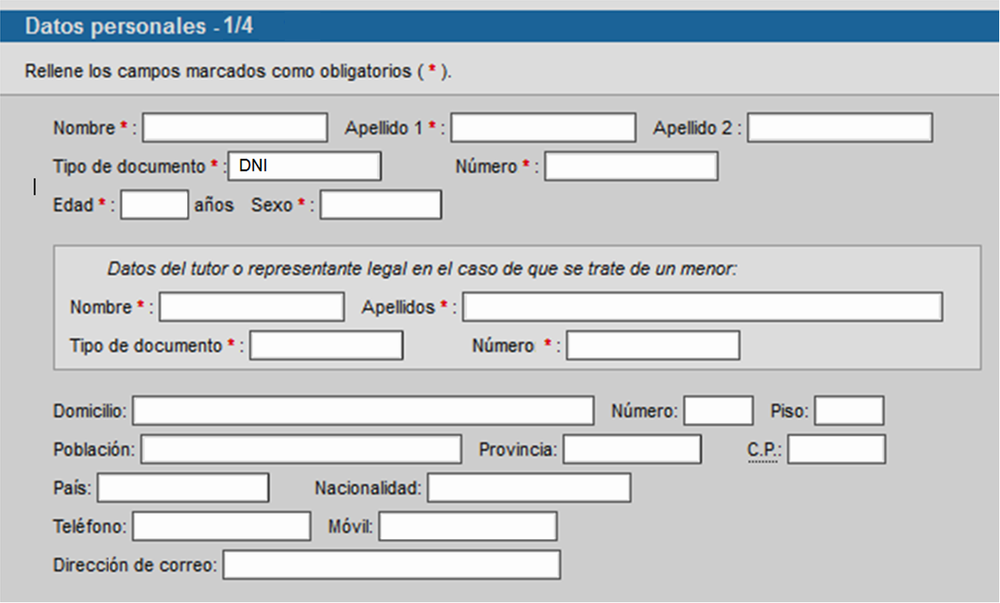 Datos personales - 1/4
Rellene los campos marcados como obligatorios ( * ).
Nombre * : Apellido 1 * : Apellido 2 :
Tipo de documento * : DNI Número * :
Edad * : años Sexo * :
Datos del tutor o representante legal en el caso de que se trate de un menor:
Nombre * : Apellidos * :
Tipo de documento * : Número * :
Domicilio: Número: Piso:
Población: Provincia: C.P.:
País: Nacionalidad:
Teléfono: Móvil:
Dirección de correo: